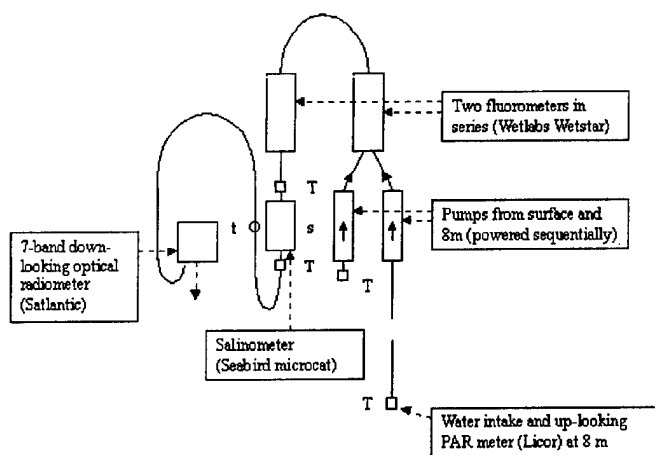 Two fluorometers in
series (Wetlabs Wetstar)
T
t
s
T
7-band down-
looking optical
radiometer
(Satlantic)
Pumps from surface and
8m (powered sequentially)
T
Salinometer
(Seabird microcat)
T
Water intake and up-looking
PAR meter (Licor) at 8 m